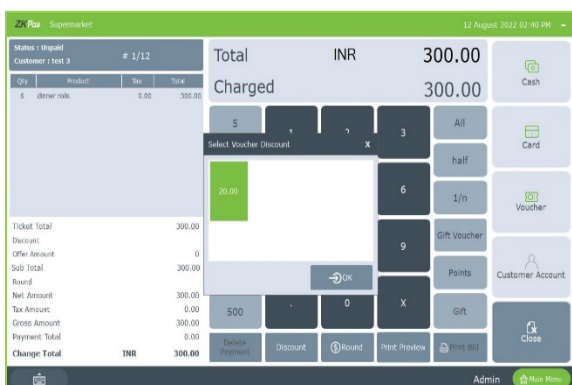 ZKPos Supermarket 12 August 2022 02:40 PM -
Status : Unpaid
Customer : test 3
# 1/12
Qty Product Tax Total
6 dinner rolls 0.00 300.00
Ticket Total 300.00
Discount
Offer Amount 0
Sub Total 300.00
Round
Net Amount 300.00
Tax Amount 0.00
Gross Amount 300.00
Payment Total 0.00
Change Total INR 300.00
Total INR 300.00
Charged 300.00
5 1 2 3 All
half
6 1/n
9 Gift Voucher
Points
500 . 0 X Gift
Delete Payment Discount Round Print Preview Print Bill
Select Voucher Discount X
20.00
OK
Cash
Card
Voucher
Customer Account
Close
Admin Main Menu